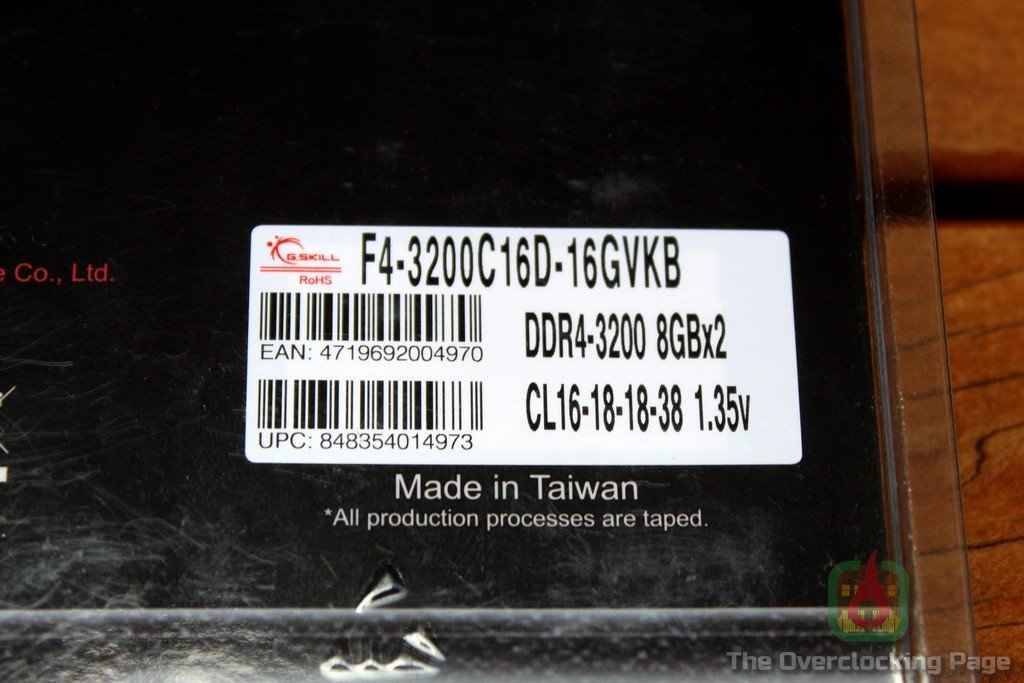 G.SKILL
RoHS
F4-3200C16D-16GVKB
EAN: 4719692004970
DDR4-3200 8GBx2
UPC: 848354014973
CL16-18-18-38 1.35v
e Co., Ltd.
Made in Taiwan
*All production processes are taped.
The Overclocking Page